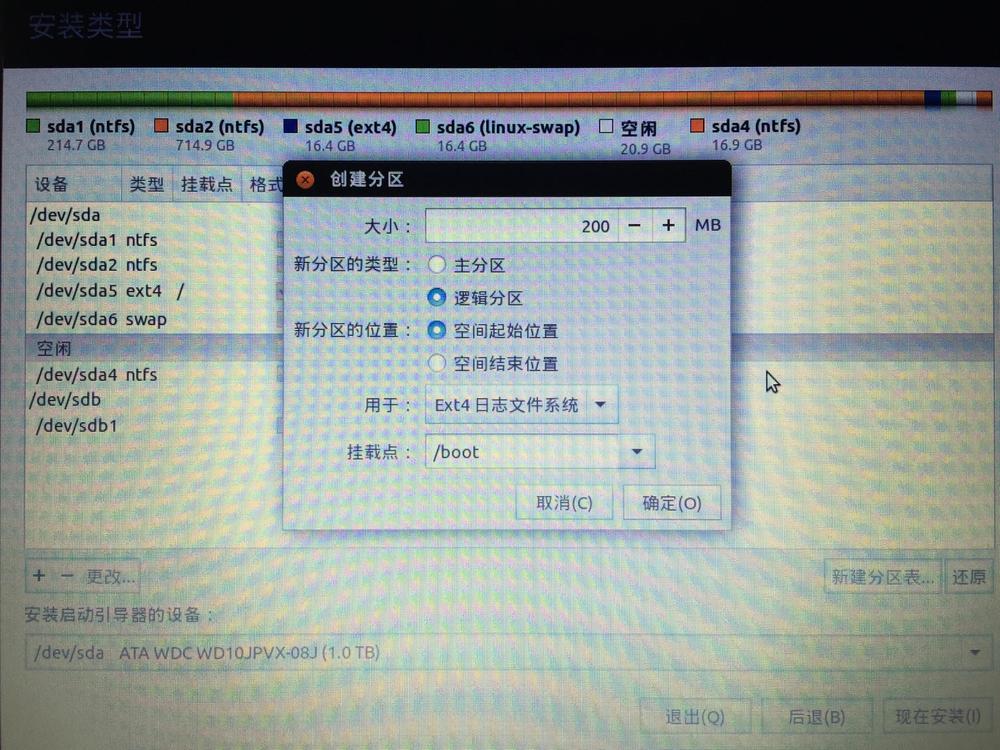 安装类型
sda1 (ntfs) sda2 (ntfs) sda5 (ext4) sda6 (linux-swap) 空闲 sda4 (ntfs)
214.7 GB 714.9 GB 16.4 GB 16.4 GB 20.9 GB 16.9 GB
设备 类型 挂载点 格式
/dev/sda
/dev/sda1 ntfs
/dev/sda2 ntfs
/dev/sda5 ext4 /
/dev/sda6 swap
空闲
/dev/sda4 ntfs
/dev/sdb
/dev/sdb1
创建分区
大小: 200 − + MB
新分区的类型: 主分区
逻辑分区
新分区的位置: 空间起始位置
空间结束位置
用于: Ext4 日志文件系统
挂载点: /boot
取消(C) 确定(O)
+ − 更改... 新建分区表... 还原
安装启动引导器的设备:
/dev/sda ATA WDC WD10JPVX-08J (1.0 TB)
退出(Q) 后退(B) 现在安装(I)